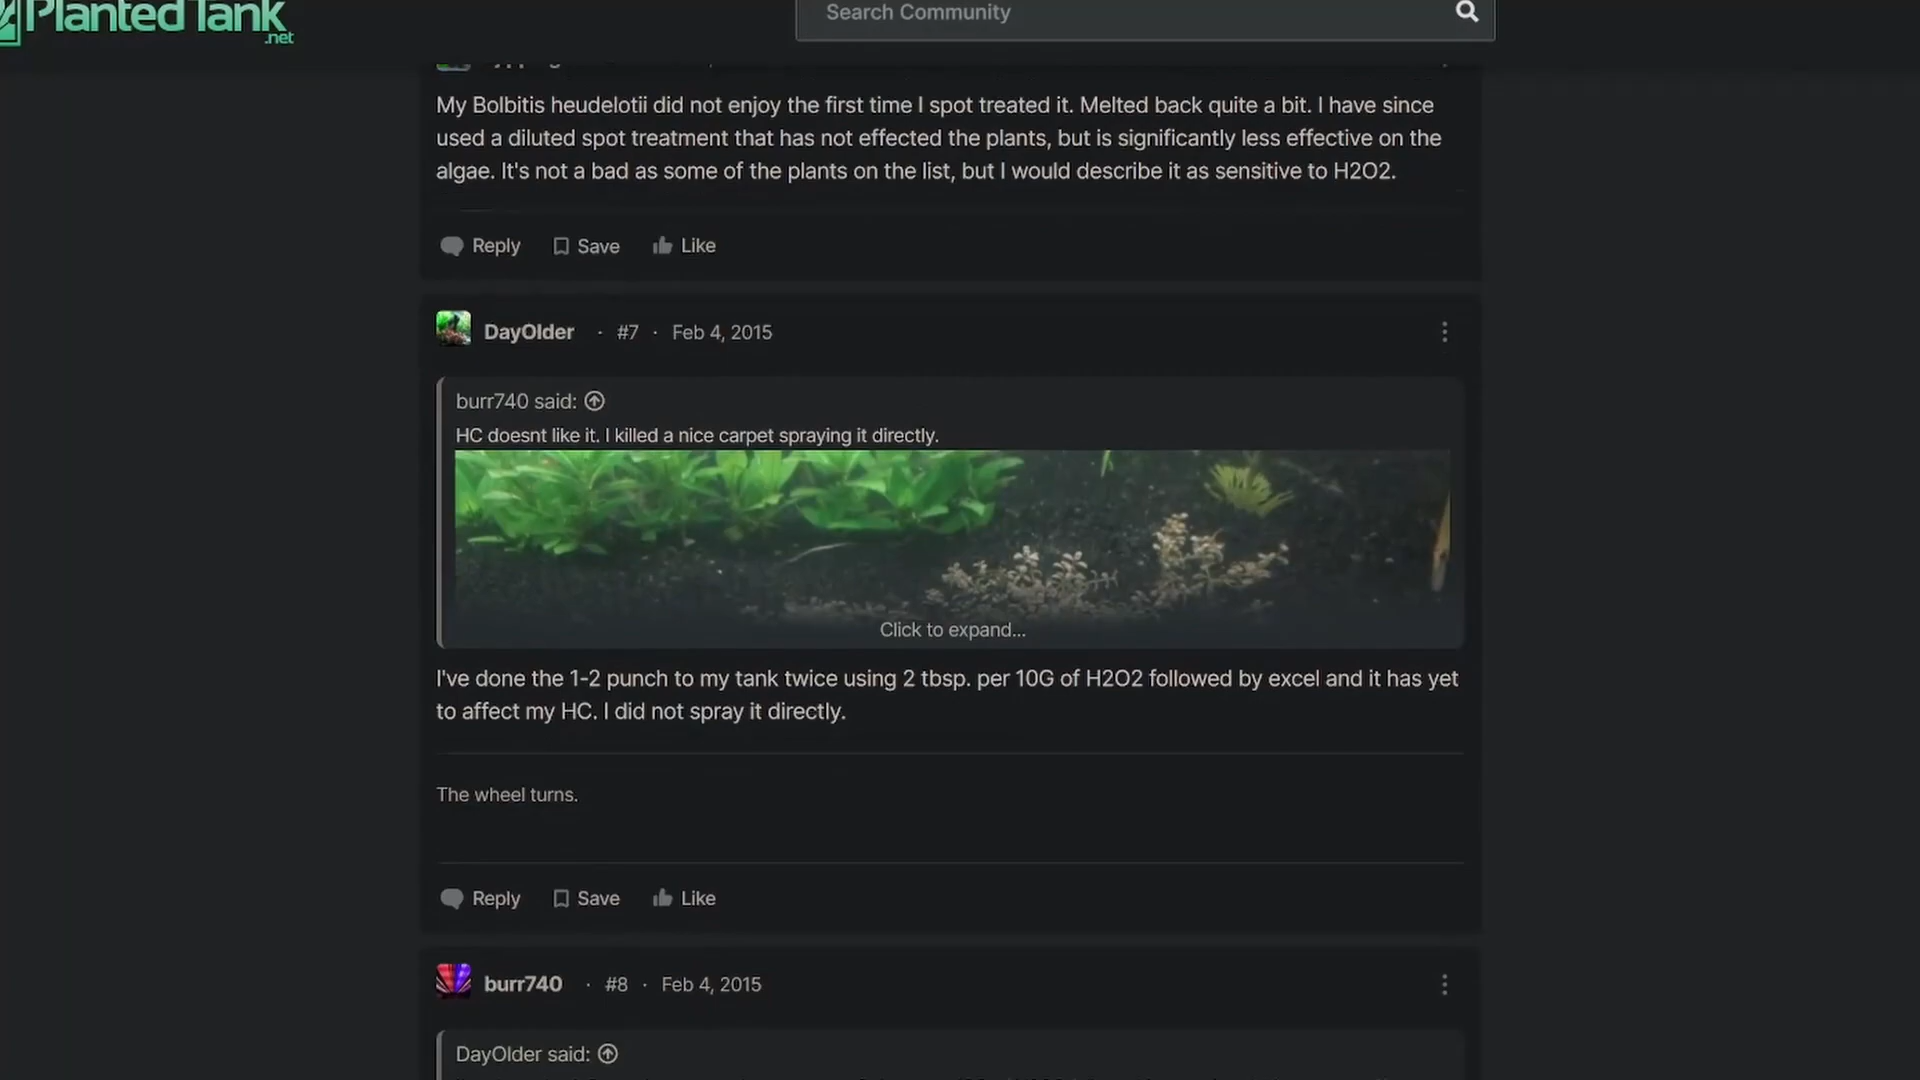 PlantedTank
.net
Search Community
My Bolbitis heudelotii did not enjoy the first time I spot treated it. Melted back quite a bit. I have since
used a diluted spot treatment that has not effected the plants, but is significantly less effective on the
algae. It's not a bad as some of the plants on the list, but I would describe it as sensitive to H2O2.
Reply Save Like
DayOlder · #7 · Feb 4, 2015
burr740 said:
HC doesnt like it. I killed a nice carpet spraying it directly.
Click to expand...
I've done the 1-2 punch to my tank twice using 2 tbsp. per 10G of H2O2 followed by excel and it has yet
to affect my HC. I did not spray it directly.
The wheel turns.
Reply Save Like
burr740 · #8 · Feb 4, 2015
DayOlder said: